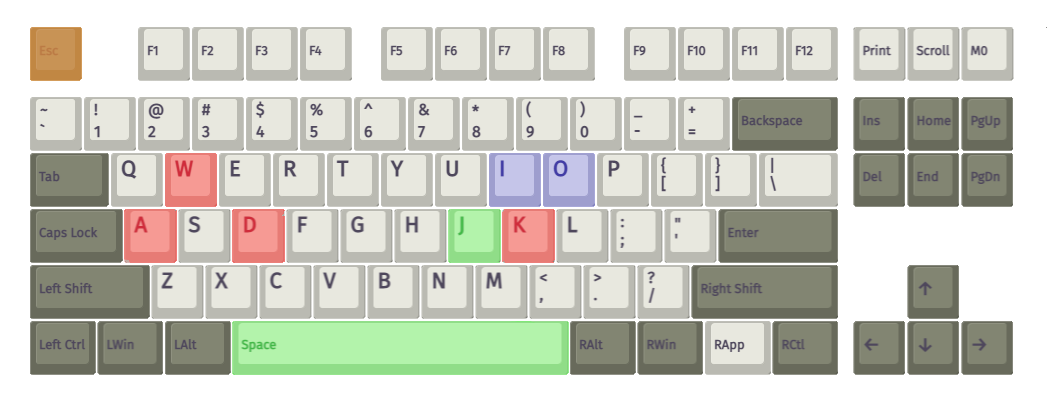 Esc F1 F2 F3 F4 F5 F6 F7 F8 F9 F10 F11 F12 Print Scroll M0
~ ! @ # $ % ^ & * ( ) _ +
` 1 2 3 4 5 6 7 8 9 0 - = Backspace Ins Home PgUp
Tab Q W E R T Y U I O P { } |
[ ] \ Del End PgDn
Caps Lock A S D F G H J K L : "
; ' Enter
Left Shift Z X C V B N M < > ?
, . / Right Shift ↑
Left Ctrl LWin LAlt Space RAlt RWin RApp RCtl ← ↓ →